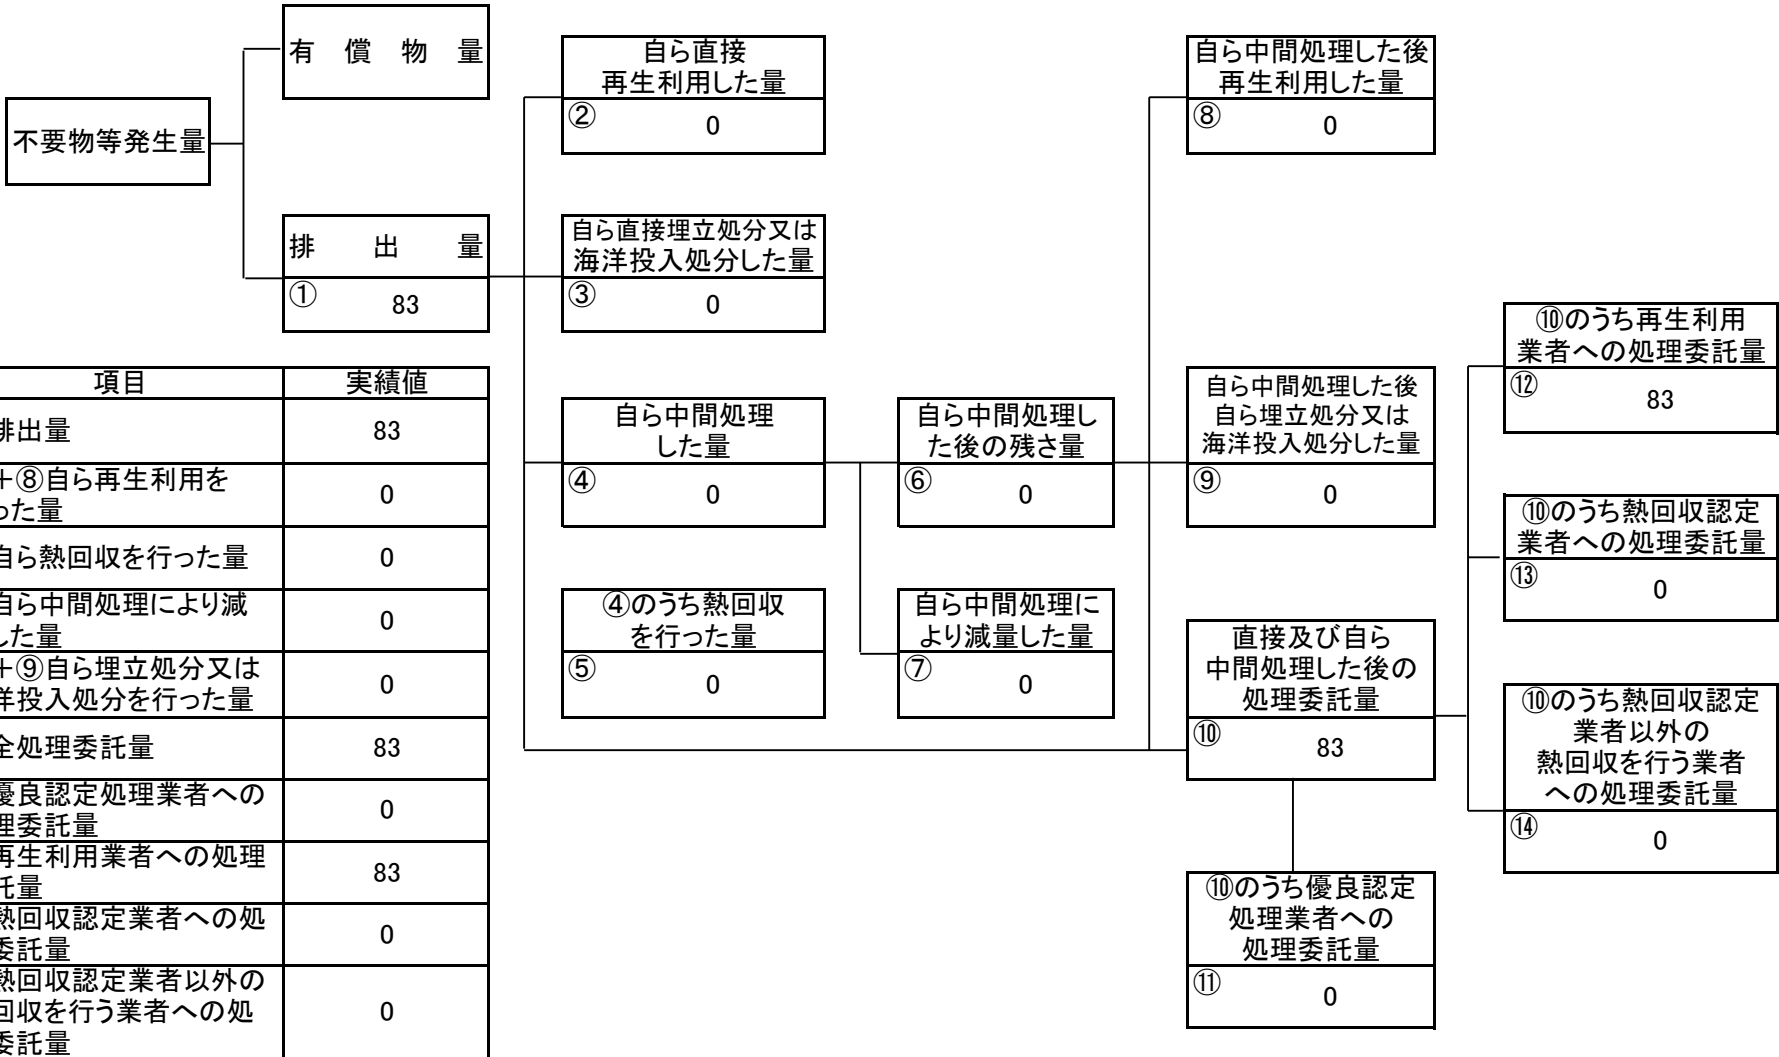 有償物量
不要物等発生量
排出量
①
83
自ら直接
再生利用した量
②
0
自ら直接埋立処分又は
海洋投入処分した量
③
0
自ら中間処理
した量
④
0
④のうち熱回収
を行った量
⑤
0
自ら中間処理し
た後の残さ量
⑥
0
自ら中間処理に
より減量した量
⑦
0
自ら中間処理した後
再生利用した量
⑧
0
自ら中間処理した後
自ら埋立処分又は
海洋投入処分した量
⑨
0
直接及び自ら
中間処理した後の
処理委託量
⑩
83
⑩のうち優良認定
処理業者への
処理委託量
⑪
0
⑩のうち再生利用
業者への処理委託量
⑫
83
⑩のうち熱回収認定
業者への処理委託量
⑬
0
⑩のうち熱回収認定
業者以外の
熱回収を行う業者
への処理委託量
⑭
0
項目 実績値
排出量 83
+⑧自ら再生利用を
った量
0
自ら熱回収を行った量 0
自ら中間処理により減
した量
0
+⑨自ら埋立処分又は
洋投入処分を行った量
0
全処理委託量 83
優良認定処理業者への
理委託量
0
再生利用業者への処理
託量
83
熱回収認定業者への処
委託量
0
熱回収認定業者以外の
回収を行う業者への処
委託量
0